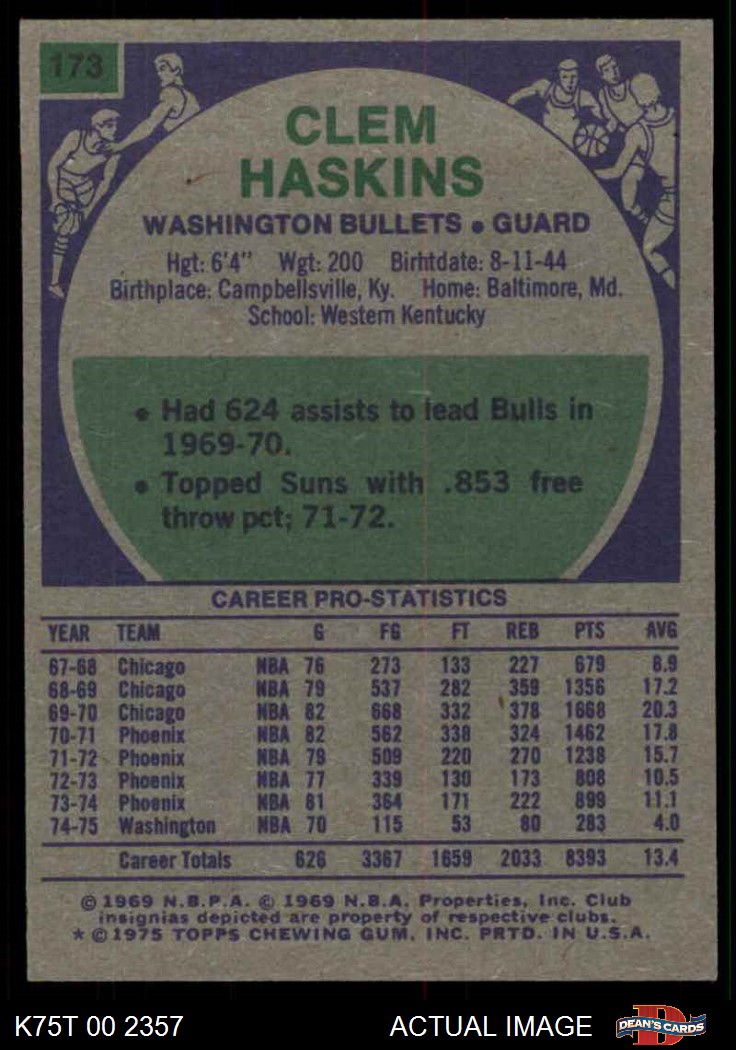 173
CLEM
HASKINS
WASHINGTON BULLETS • GUARD
Hgt: 6'4" Wgt: 200 Birhtdate: 8-11-44
Birthplace: Campbellsville, Ky. Home: Baltimore, Md.
School: Western Kentucky
• Had 624 assists to lead Bulls in
1969-70.
• Topped Suns with .853 free
throw pct; 71-72.
CAREER PRO-STATISTICS
YEAR TEAM G FG FT REB PTS AVG
67-68 Chicago NBA 76 273 133 227 679 8.9
68-69 Chicago NBA 79 537 282 359 1356 17.2
69-70 Chicago NBA 82 668 332 378 1668 20.3
70-71 Phoenix NBA 82 562 338 324 1462 17.8
71-72 Phoenix NBA 79 509 220 270 1238 15.7
72-73 Phoenix NBA 77 339 130 173 808 10.5
73-74 Phoenix NBA 81 364 171 222 899 11.1
74-75 Washington NBA 70 115 53 80 283 4.0
Career Totals 626 3367 1659 2033 8393 13.4
© 1969 N.B.P.A. © 1969 N.B.A. Properties, Inc. Club
insignias depicted are property of respective clubs.
* © 1975 TOPPS CHEWING GUM, INC. PRTD. IN U.S.A.
K75T 00 2357 ACTUAL IMAGE D DEAN'S CARDS